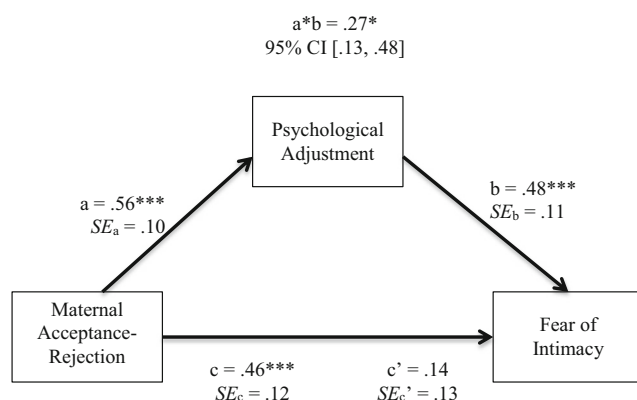 a*b = .27*
95% CI [.13, .48]
Psychological
Adjustment
a = .56***
SEa = .10
b = .48***
SEb = .11
Maternal
Acceptance-
Rejection
Fear of
Intimacy
c = .46***
SEc = .12
c’ = .14
SEc’ = .13